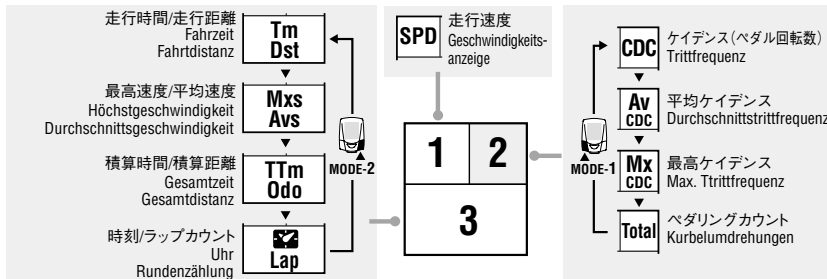 走行時間/走行距離
Fahrzeit
Fahrtdistanz
Tm
Dst
最高速度/平均速度
Höchstgeschwindigkeit
Durchschnittsgeschwindigkeit
Mxs
Avs
積算時間/積算距離
Gesamtzeit
Gesamtdistanz
TTm
Odo
時刻/ラップカウント
Uhr
Rundenzählung
Lap
MODE-2
SPD
走行速度
Geschwindigkeits-
anzeige
1
2
3
MODE-1
CDC
ケイデンス(ペダル回転数)
Trittfrequenz
Av
CDC
平均ケイデンス
Durchschnittstrittfrequenz
Mx
CDC
最高ケイデンス
Max. Ttrittfrequenz
Total
ペダリングカウント
Kurbelumdrehungen